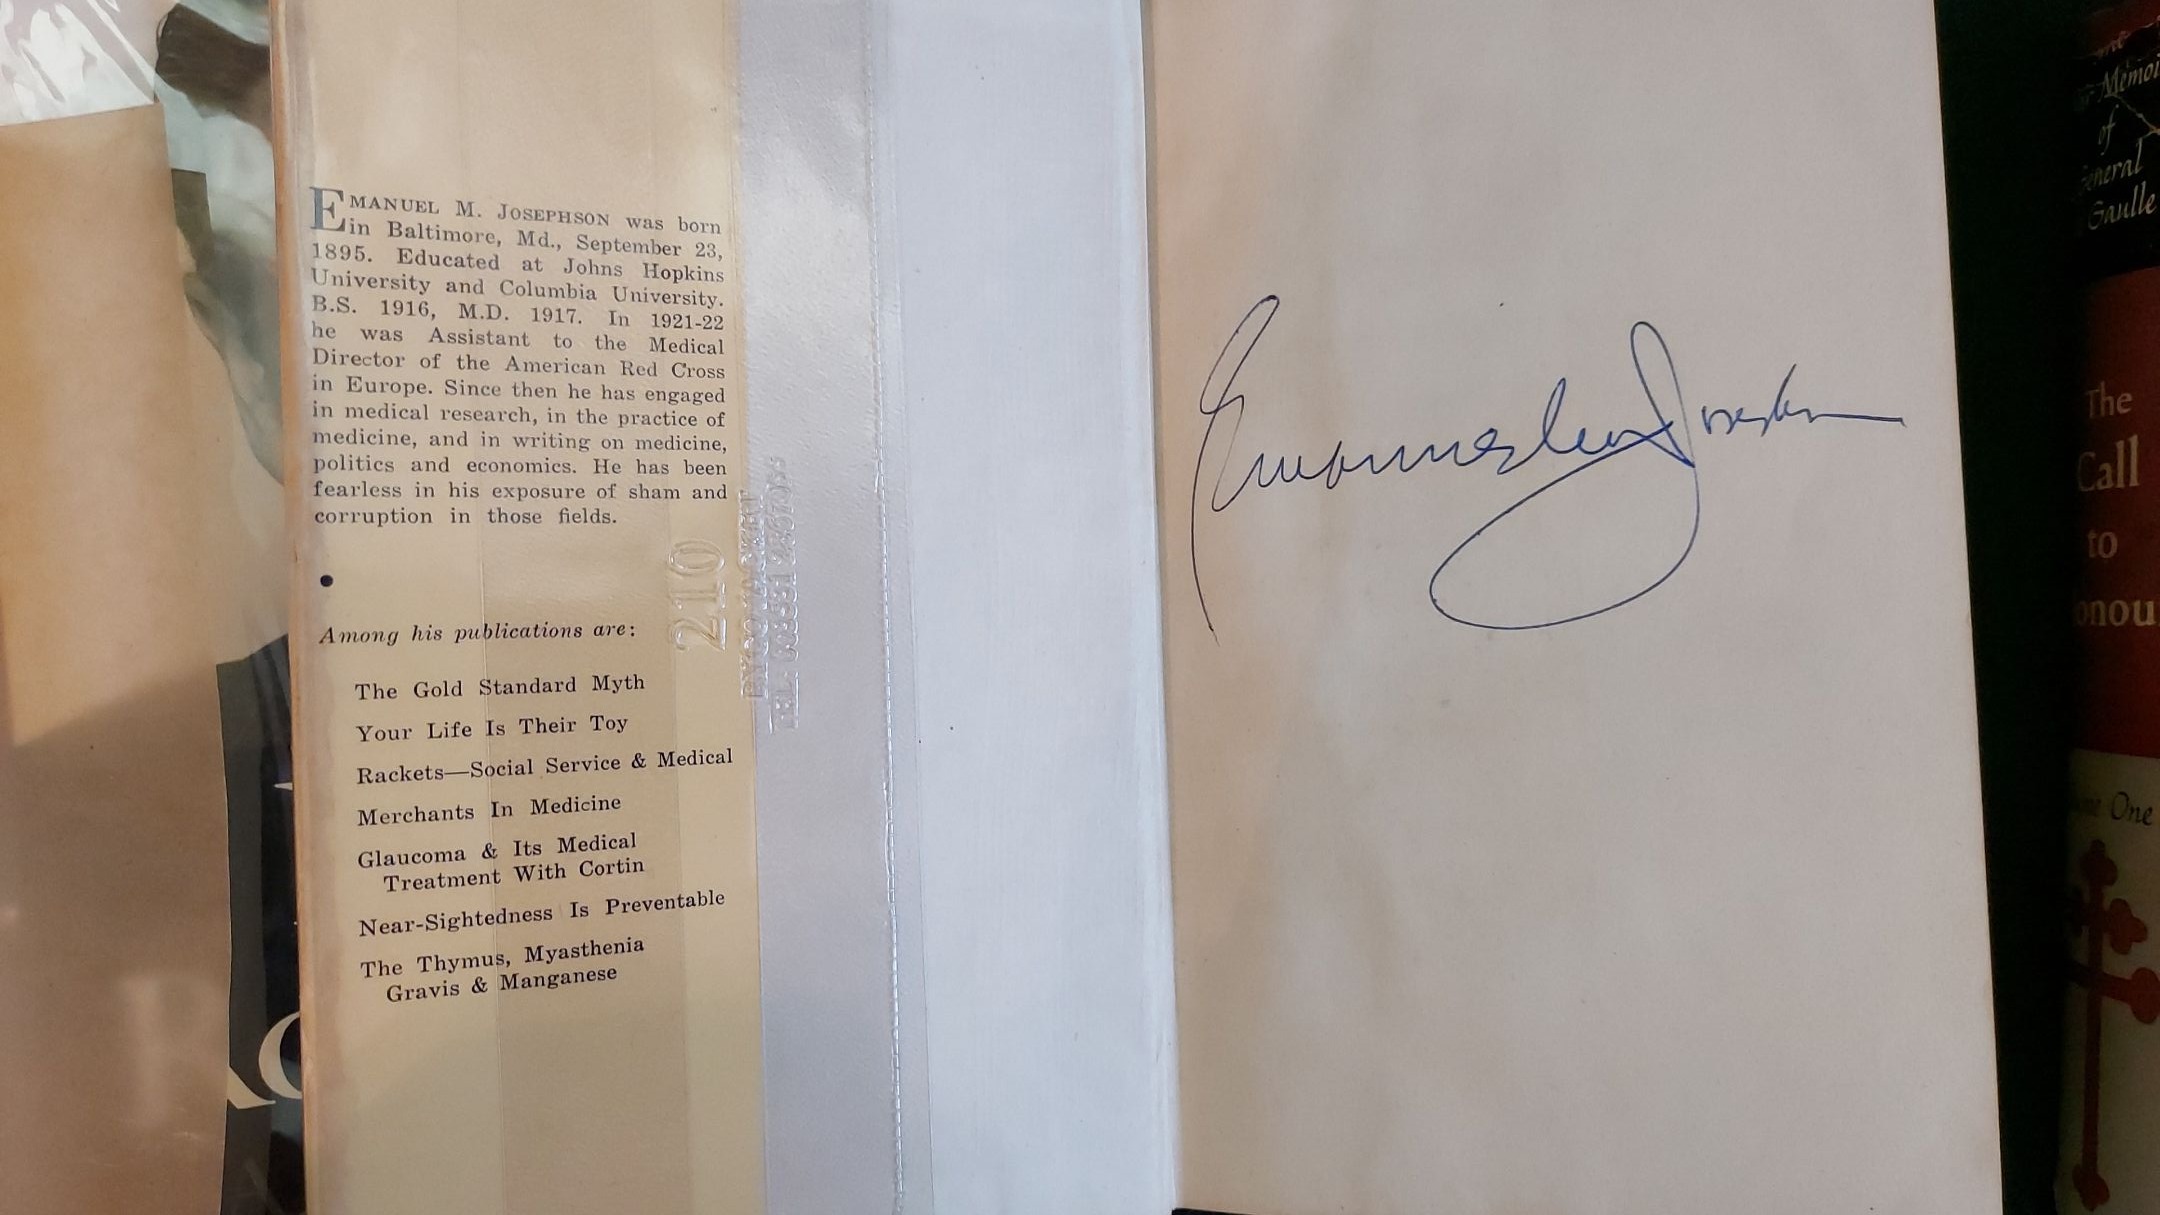 EMANUEL M. JOSEPHSON was born
in Baltimore, Md., September 23,
1895. Educated at Johns Hopkins
University and Columbia University.
B.S. 1916, M.D. 1917. In 1921-22
he was Assistant to the Medical
Director of the American Red Cross
in Europe. Since then he has engaged
in medical research, in the practice of
medicine, and in writing on medicine,
politics and economics. He has been
fearless in his exposure of sham and
corruption in those fields.
•
Among his publications are:
The Gold Standard Myth
Your Life Is Their Toy
Rackets—Social Service & Medical
Merchants In Medicine
Glaucoma & Its Medical
Treatment With Cortin
Near-Sightedness Is Preventable
The Thymus, Myasthenia
Gravis & Manganese
210
Emanuel M Josephson
of
Gaulle
The
Call
to
One